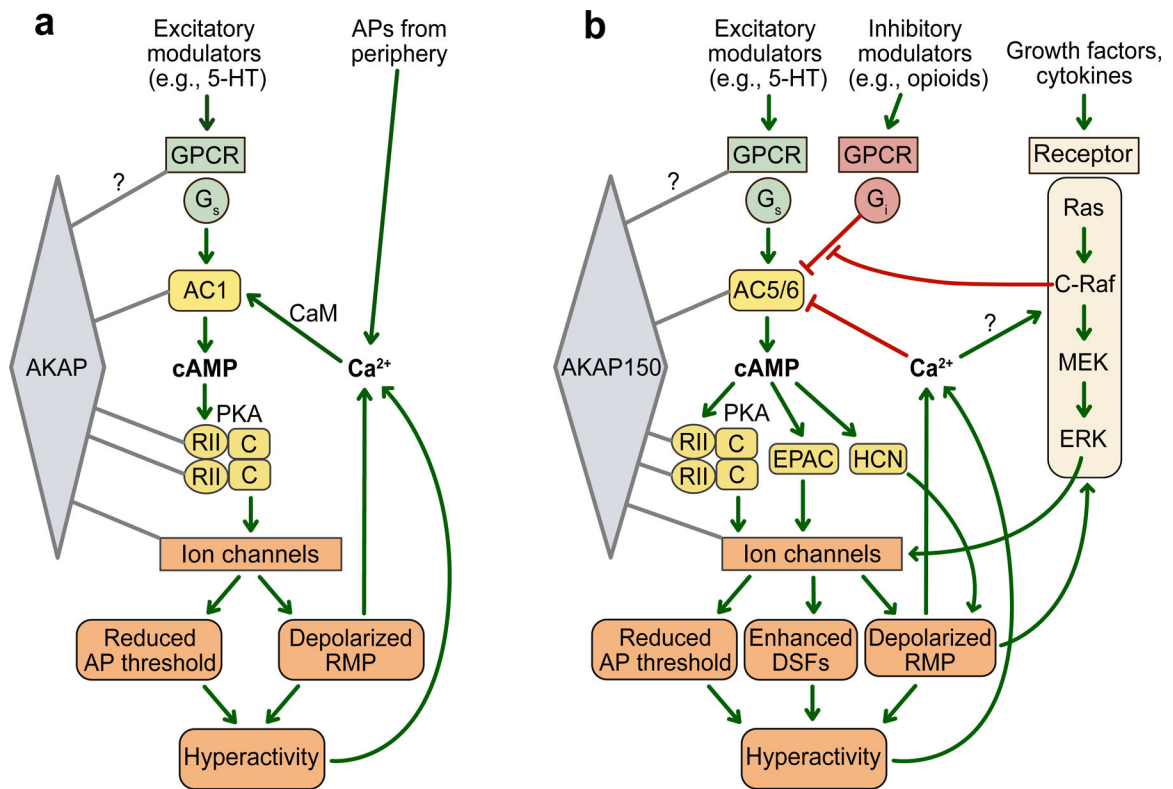 a
Excitatory
modulators
(e.g., 5-HT)
APs from
periphery
GPCR
?
Gs
AC1
CaM
AKAP
cAMP
Ca²⁺
PKA
RII
C
RII
C
Ion channels
Reduced
AP threshold
Depolarized
RMP
Hyperactivity
b
Excitatory
modulators
(e.g., 5-HT)
Inhibitory
modulators
(e.g., opioids)
Growth factors,
cytokines
GPCR
GPCR
Receptor
?
Gs
Gi
Ras
AC5/6
C-Raf
?
AKAP150
cAMP
Ca²⁺
MEK
PKA
RII
C
RII
C
EPAC
HCN
ERK
Ion channels
Reduced
AP threshold
Enhanced
DSFs
Depolarized
RMP
Hyperactivity